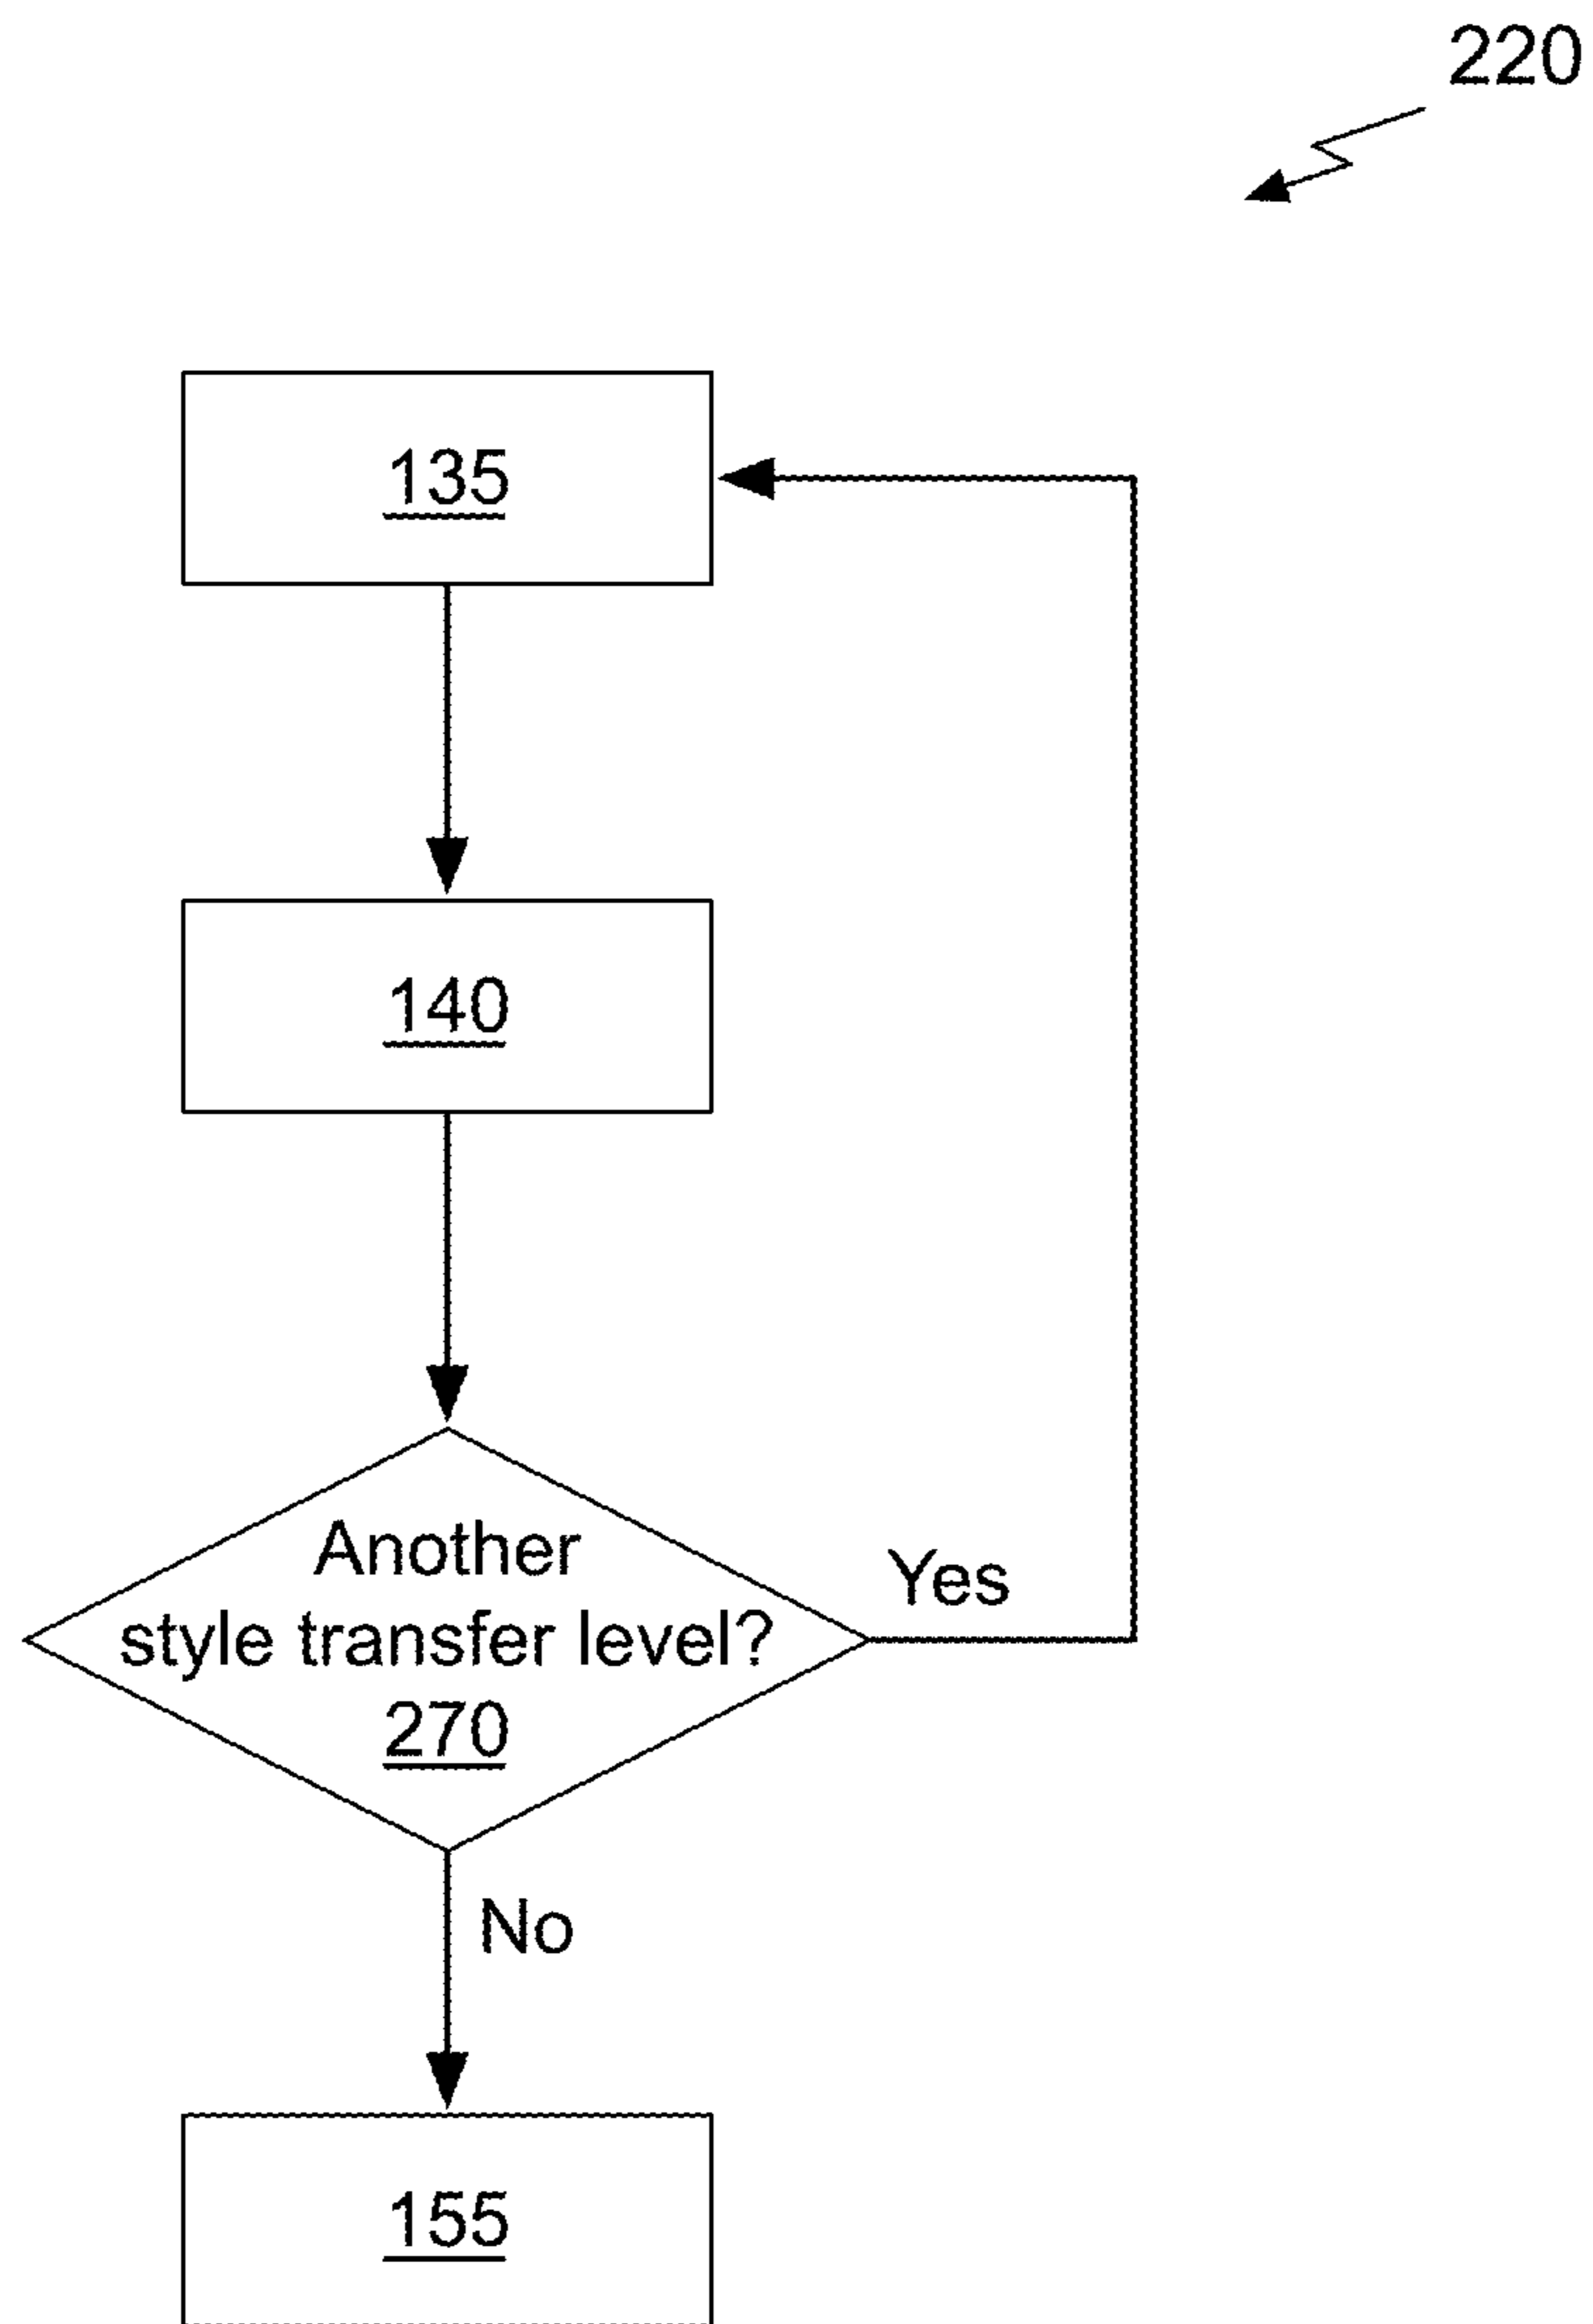 220
135
140
Another
style transfer level?
270
Yes
No
155